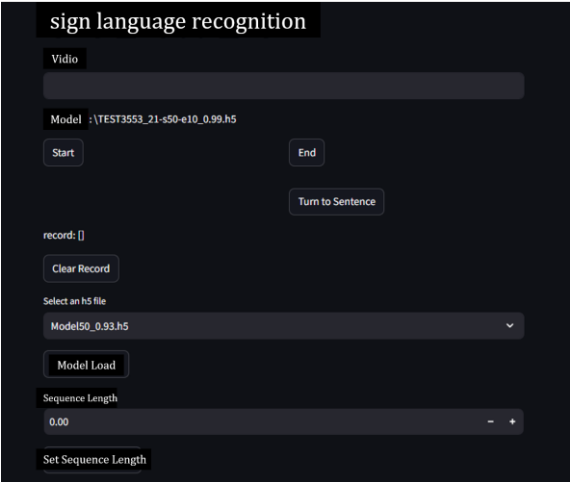 sign language recognition
Vidio
Model : \TEST3553_21-s50-e10_0.99.h5
Start End
Turn to Sentence
record: []
Clear Record
Select an h5 file
Model50_0.93.h5
Model Load
Sequence Length
0.00 - +
Set Sequence Length